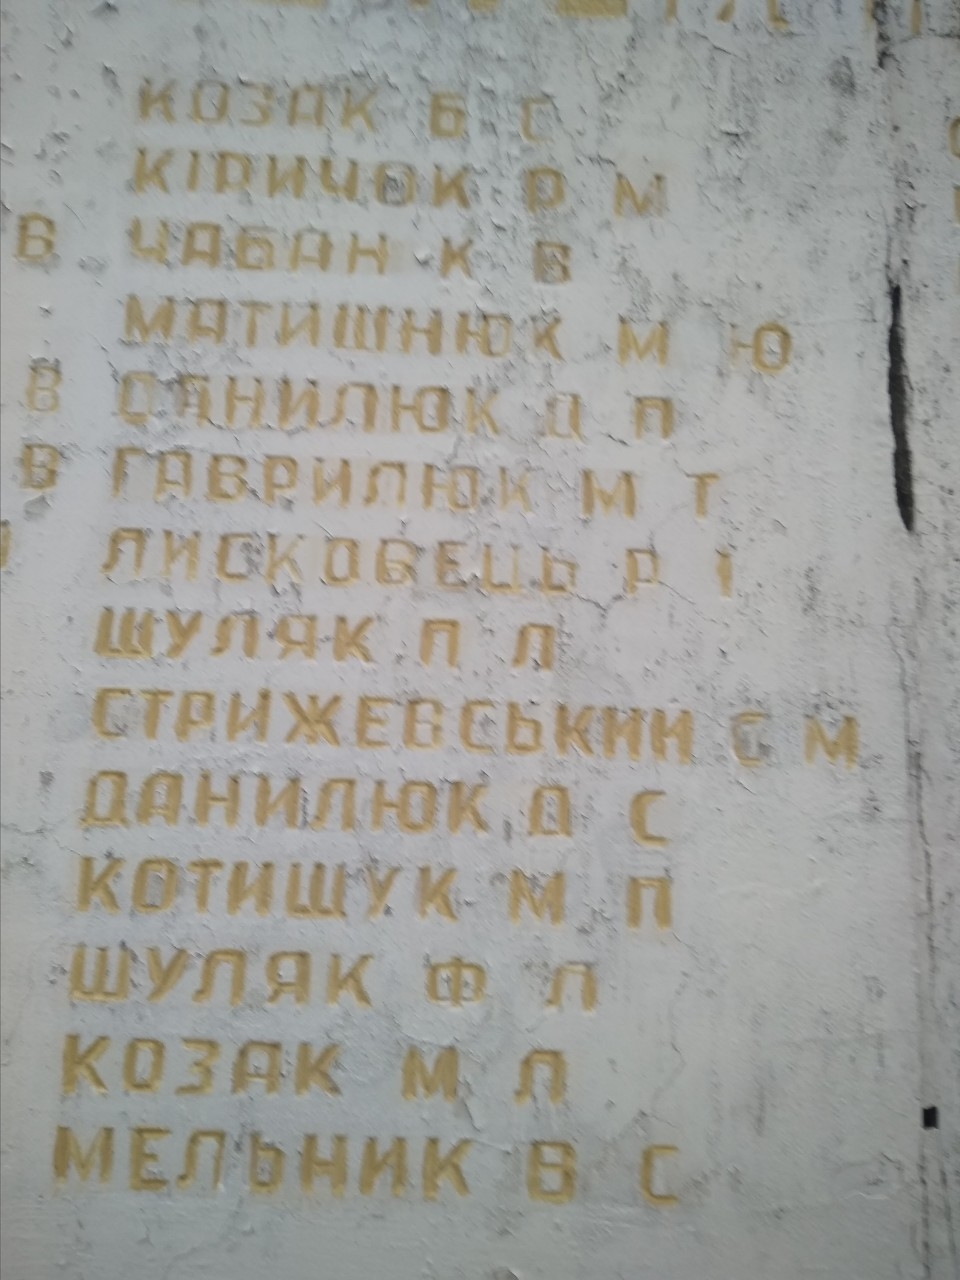 КОЗАК Б С
КІРИЧОК Р М
В ЧАБАН К В
МАТИШНЮК М Ю
В ДАНИЛЮК Д П
В ГАВРИЛЮК М Т
ЛИСКОВЕЦЬ Р І
ШУЛЯК П Л
СТРИЖЕВСЬКИЙ С М
ДАНИЛЮК Д С
КОТИЩУК М П
ШУЛЯК Ф Л
КОЗАК М Л
МЕЛЬНИК В С